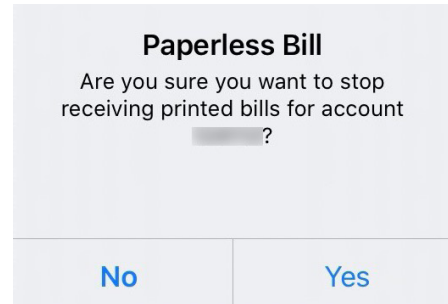 Paperless Bill
Are you sure you want to stop
receiving printed bills for account
?
No
Yes